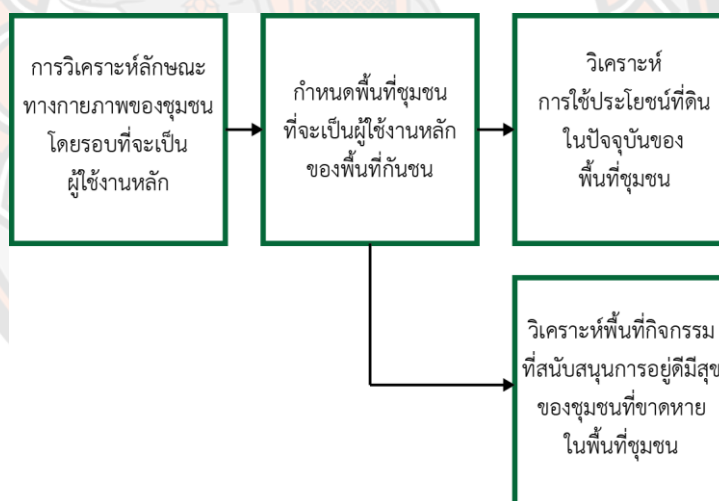 การวิเคราะห์ลักษณะ
ทางกายภาพของชุมชน
โดยรอบที่จะเป็น
ผู้ใช้งานหลัก
กำหนดพื้นที่ชุมชน
ที่จะเป็นผู้ใช้งานหลัก
ของพื้นที่กันชน
วิเคราะห์
การใช้ประโยชน์ที่ดิน
ในปัจจุบันของ
พื้นที่ชุมชน
วิเคราะห์พื้นที่กิจกรรม
ที่สนับสนุนการอยู่ดีมีสุข
ของชุมชนที่ขาดหาย
ในพื้นที่ชุมชน